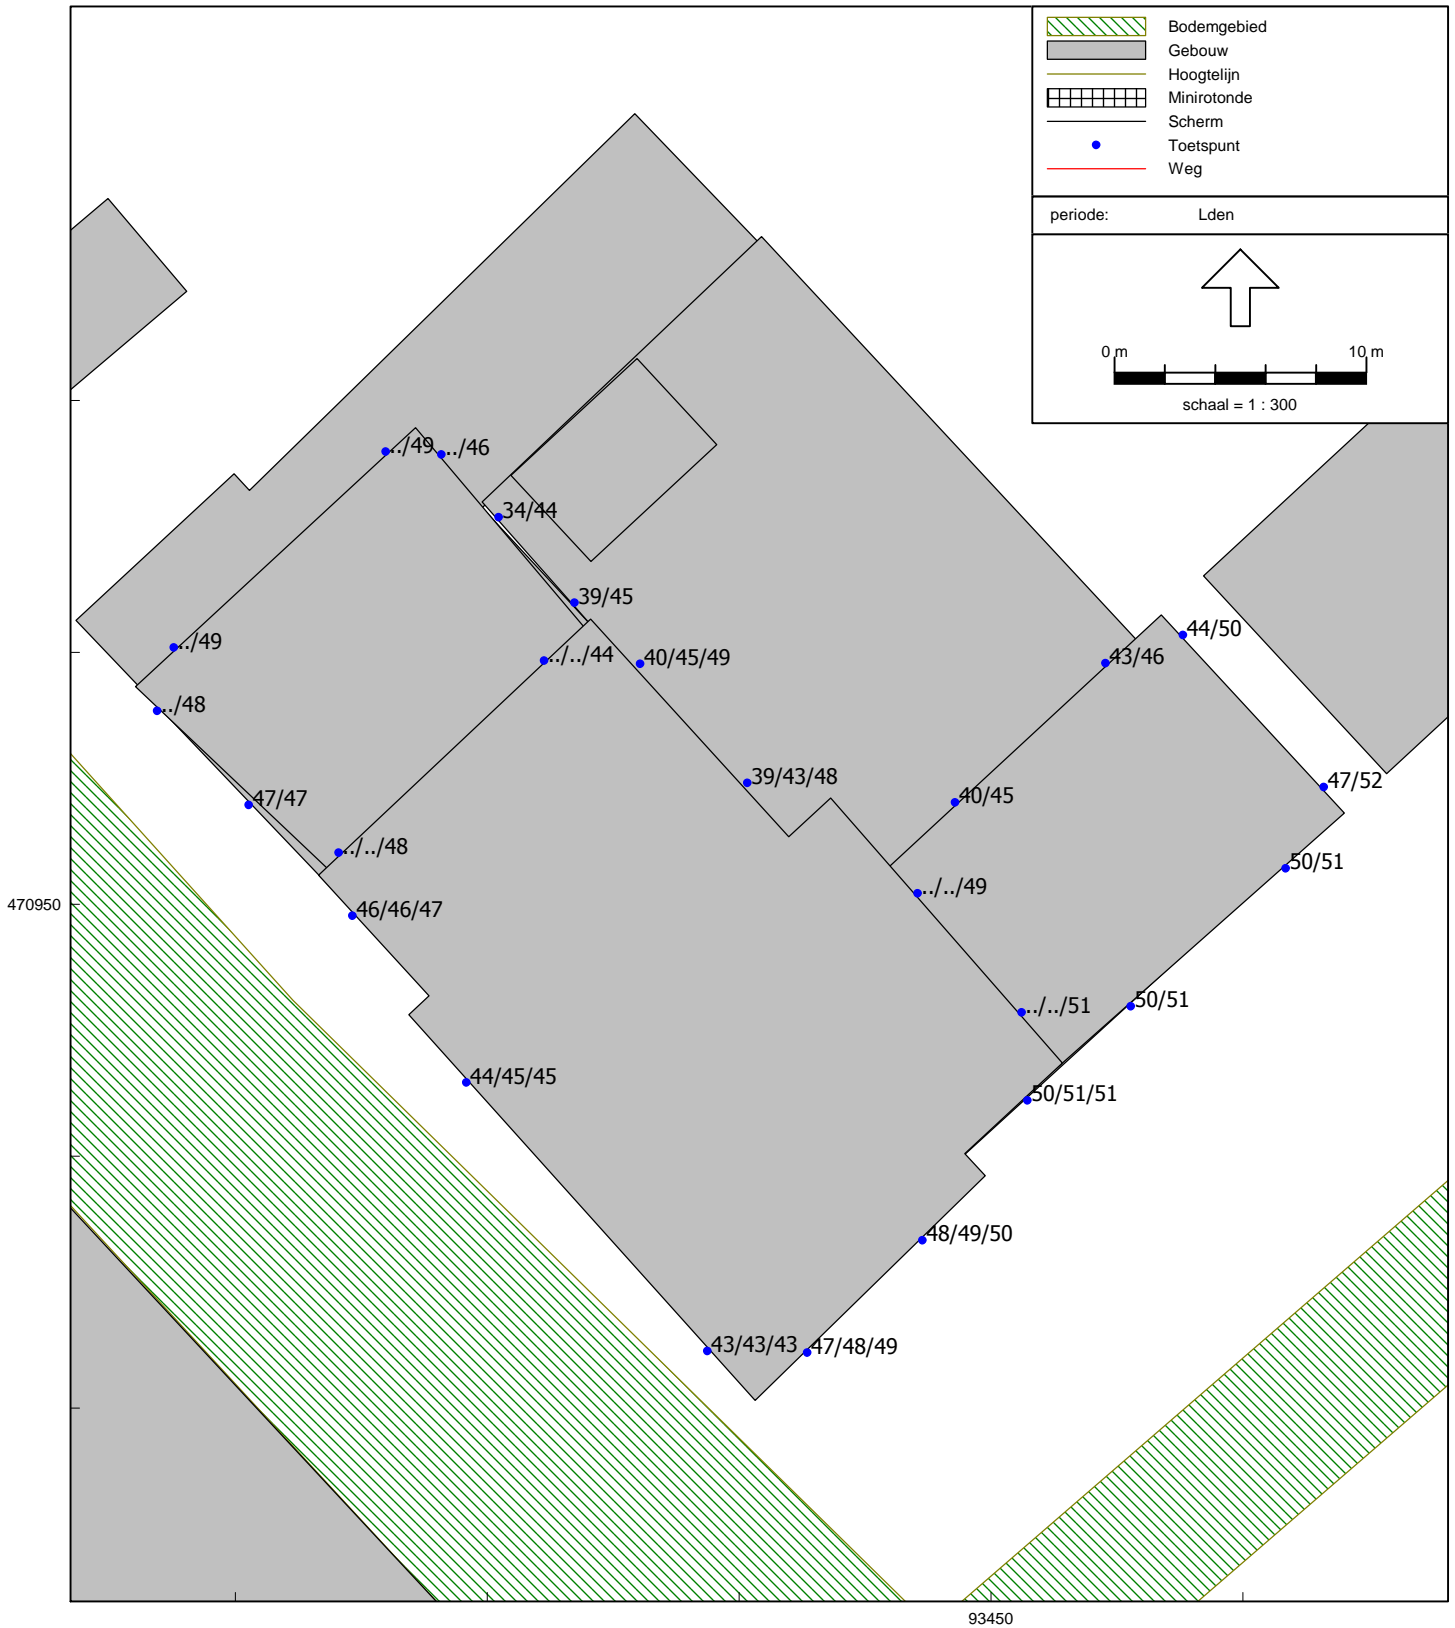 Bodemgebied
Gebouw
Hoogtelijn
Minirotonde
Scherm
Toetspunt
Weg
periode: Lden
0 m 10 m
schaal = 1 : 300
../49
../46
34/44
39/45
../49
../../44
40/45/49
44/50
43/46
../48
47/47
39/43/48
40/45
47/52
../../48
50/51
../../49
46/46/47
470950
../../51
50/51
44/45/45
50/51/51
48/49/50
43/43/43
47/48/49
93450